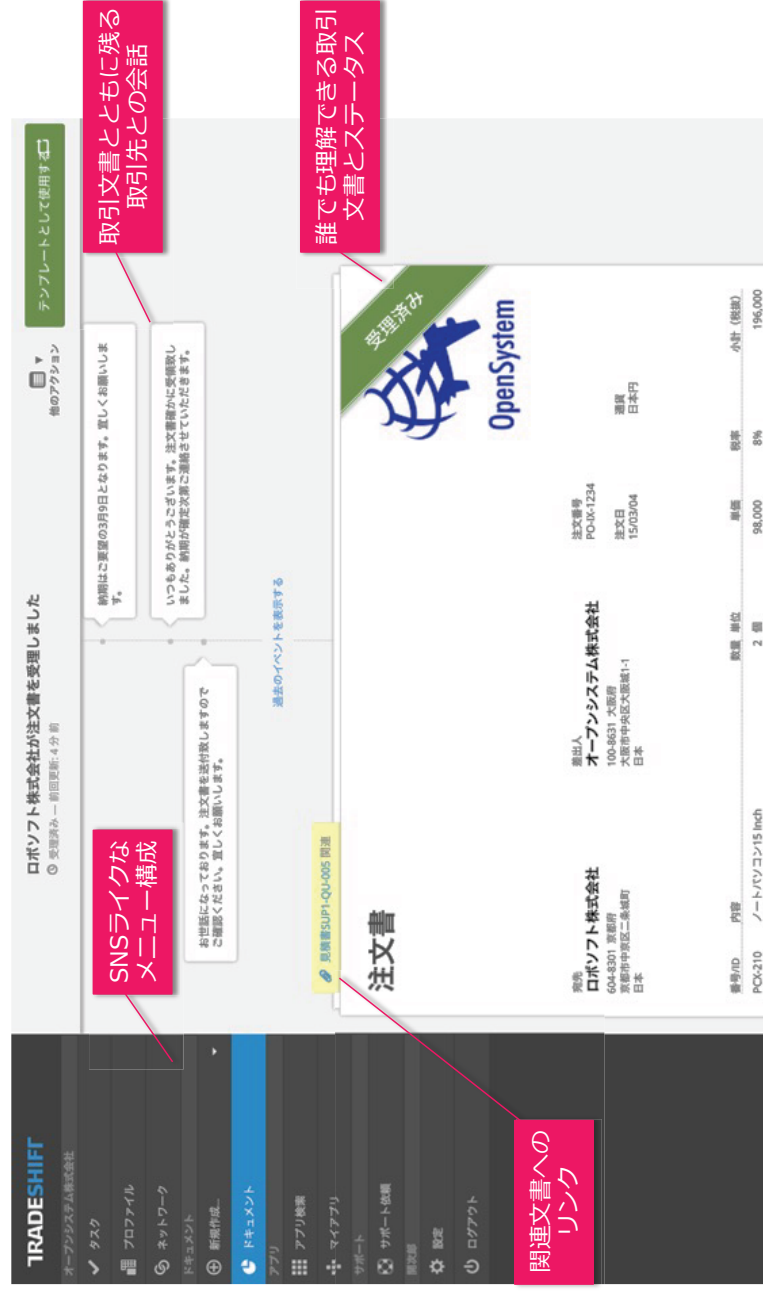 TRADESHIFT
オープンシステム株式会社
タスク
プロファイル
ネットワーク
ドキュメント
新規作成...
ドキュメント
アプリ
アプリ検索
マイアプリ
サポート
サポート依頼
開次郎
設定
ログアウト
SNSライクな
メニュー構成
関連文書への
リンク
取引文書とともに残る
取引先との会話
誰でも理解できる取引
文書とステータス
ロボソフト株式会社が注文書を受理しました
受理済み — 前回更新: 4 分 前
他のアクション
テンプレートとして使用する
納期はご要望の3月9日となります。宜しくお願いしま
す。
いつもありがとうございます。注文書確かに受領致し
ました。納期が確定次第ご連絡させていただきます。
お世話になっております。注文書を送付致しますので
ご確認ください。宜しくお願いします。
過去のイベントを表示する
見積書SUP1-QU-005 関連
注文書
受理済み
OpenSystem
宛先
ロボソフト株式会社
604-8301 京都府
京都市中京区二条城町
日本
差出人
オープンシステム株式会社
100-8631 大阪府
大阪市中央区大阪城1-1
日本
注文番号
PO-IX-1234
注文日
15/03/04
通貨
日本円
番号/ID 内容 数量 単位 単価 税率 小計 (税抜)
PCX-210 ノートパソコン15 Inch 2 個 98,000 8% 196,000